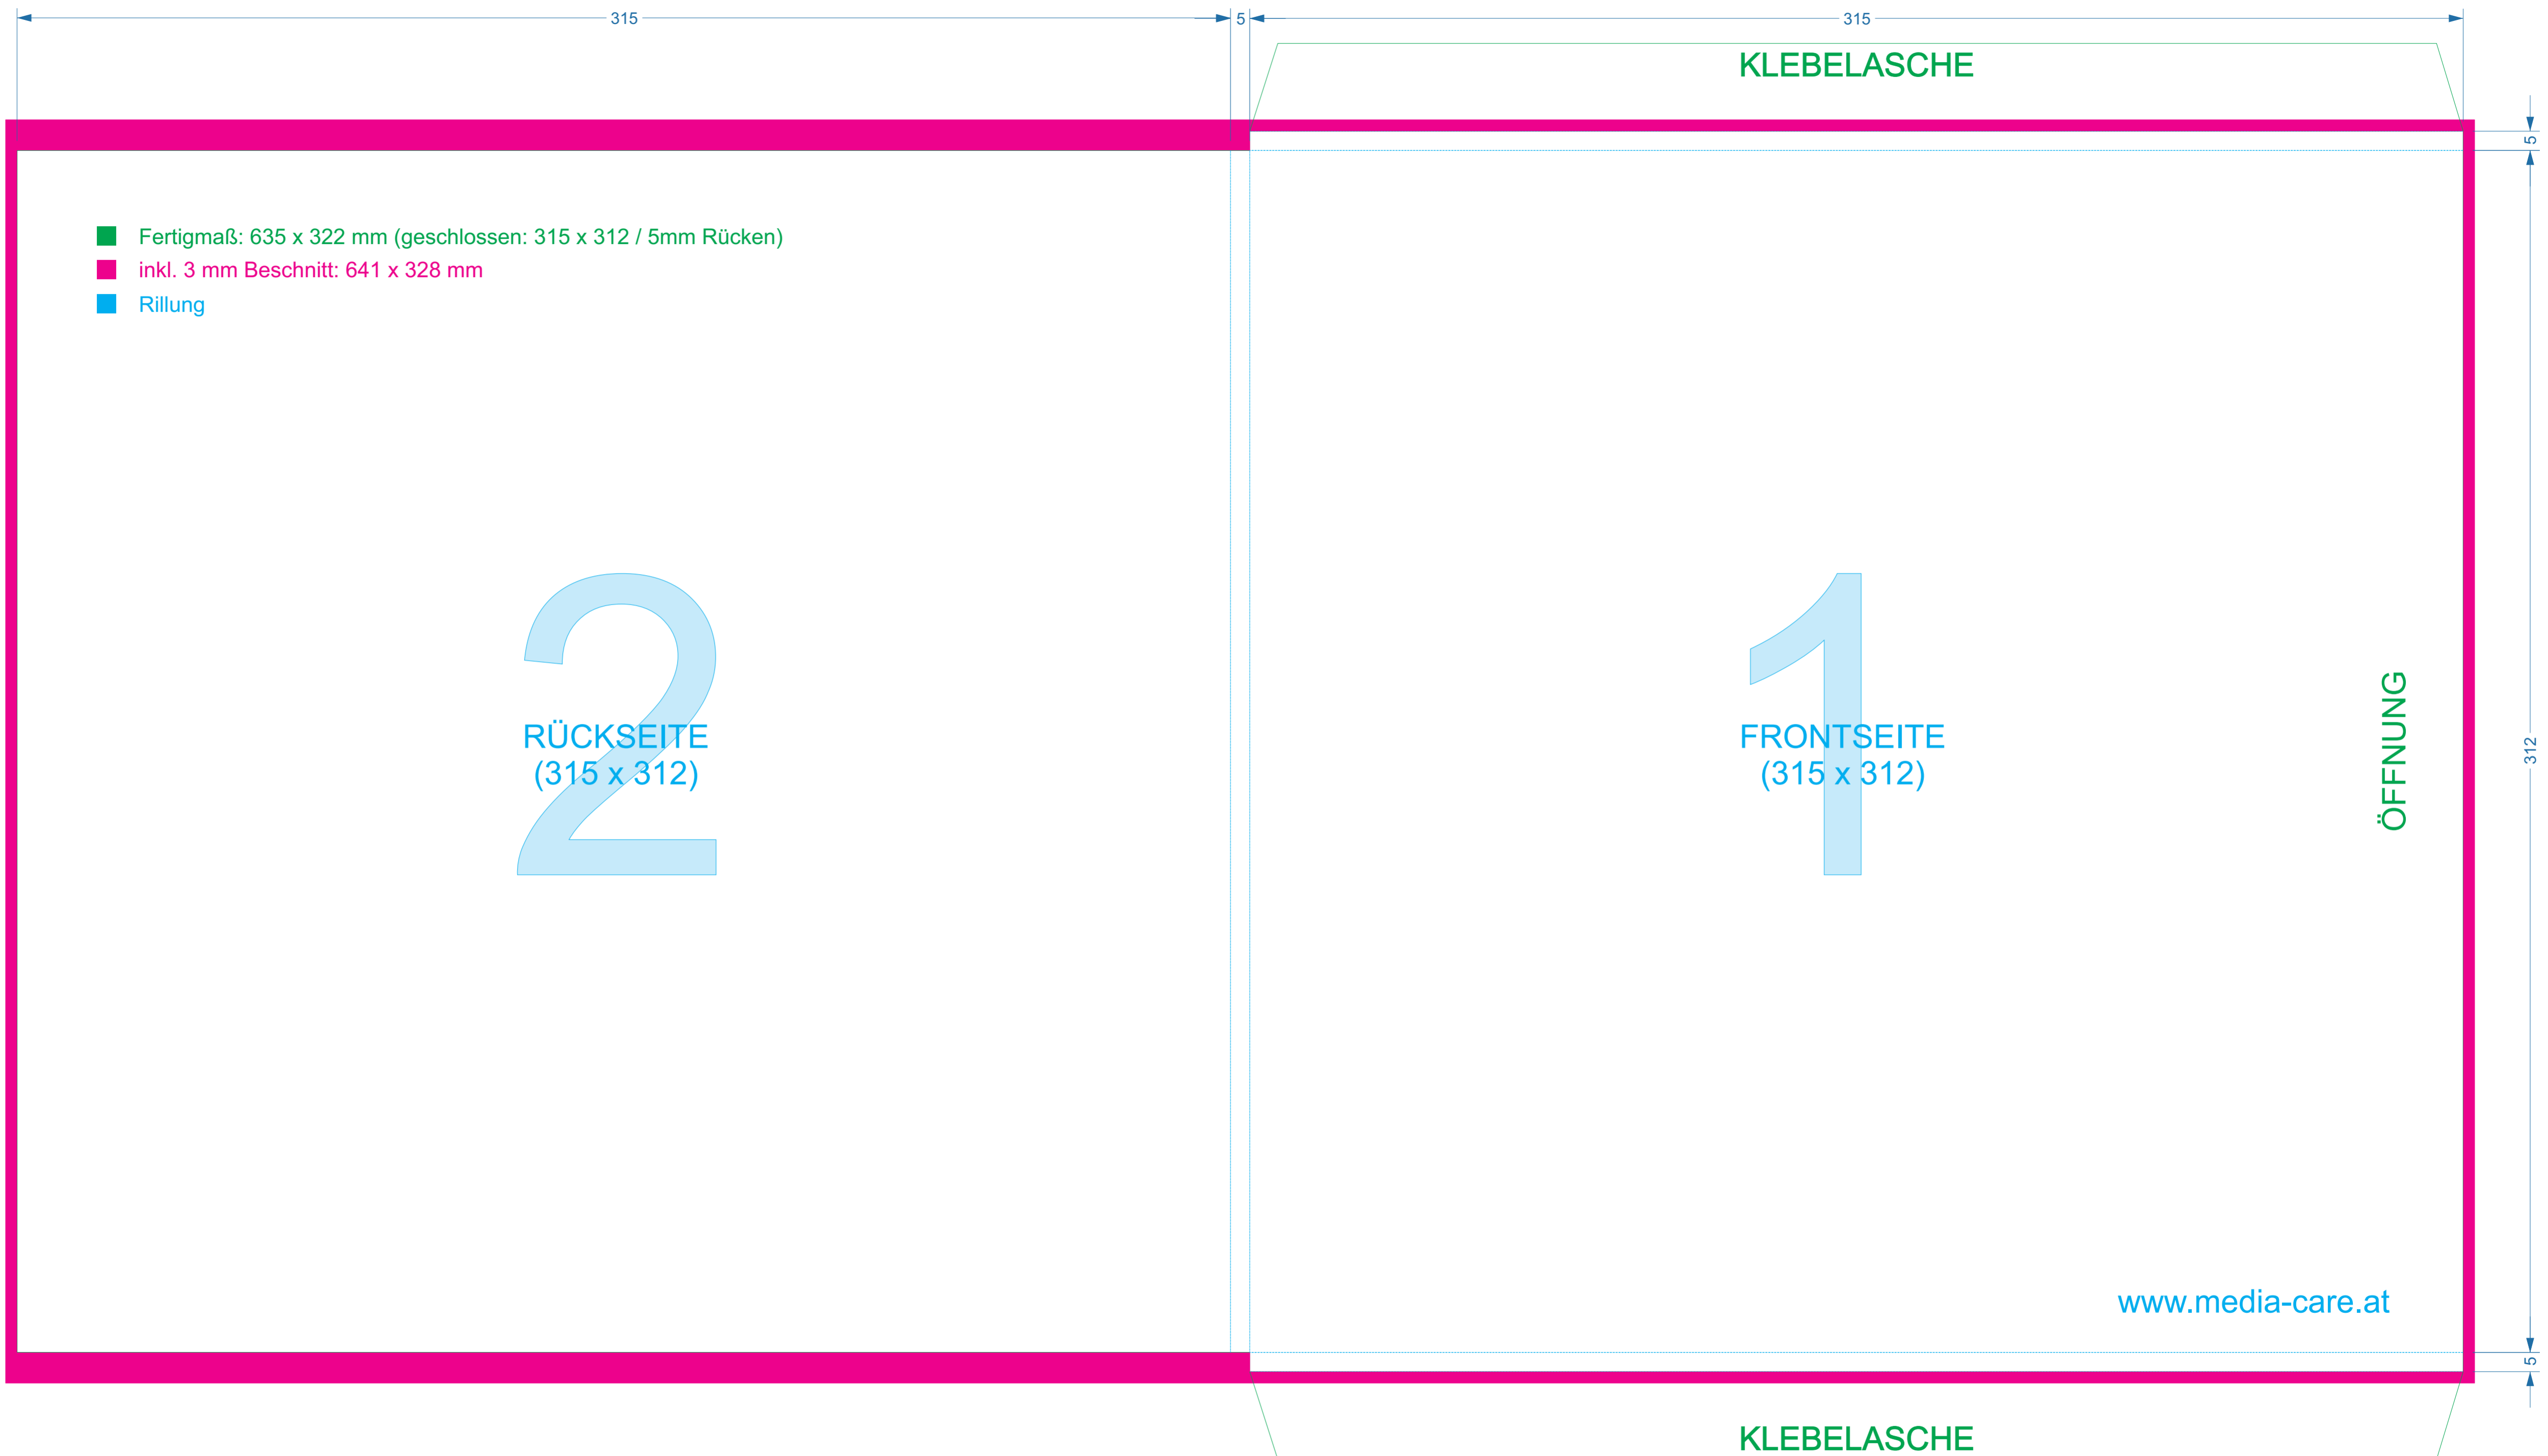 315
5
315
KLEBELASCHE
5
Fertigmaß: 635 x 322 mm (geschlossen: 315 x 312 / 5mm Rücken)
inkl. 3 mm Beschnitt: 641 x 328 mm
Rillung
2
RÜCKSEITE
(315 x 312)
1
FRONTSEITE
(315 x 312)
ÖFFNUNG
312
www.media-care.at
5
KLEBELASCHE